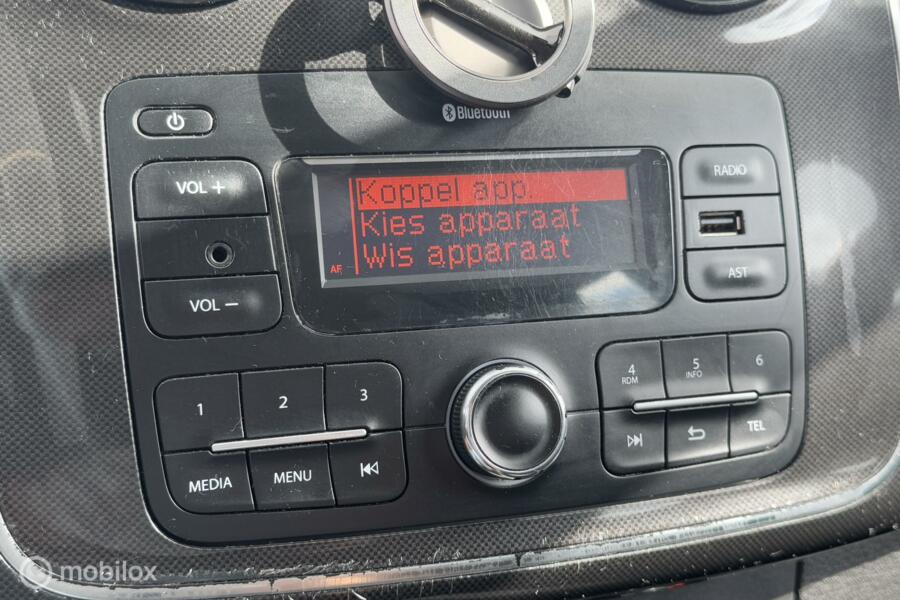 Bluetooth
VOL +
VOL –
Koppel app.
Kies apparaat
Wis apparaat
AF
RADIO
AST
1
2
3
MEDIA
MENU
4
RDM
5
INFO
6
TEL
© mobilox